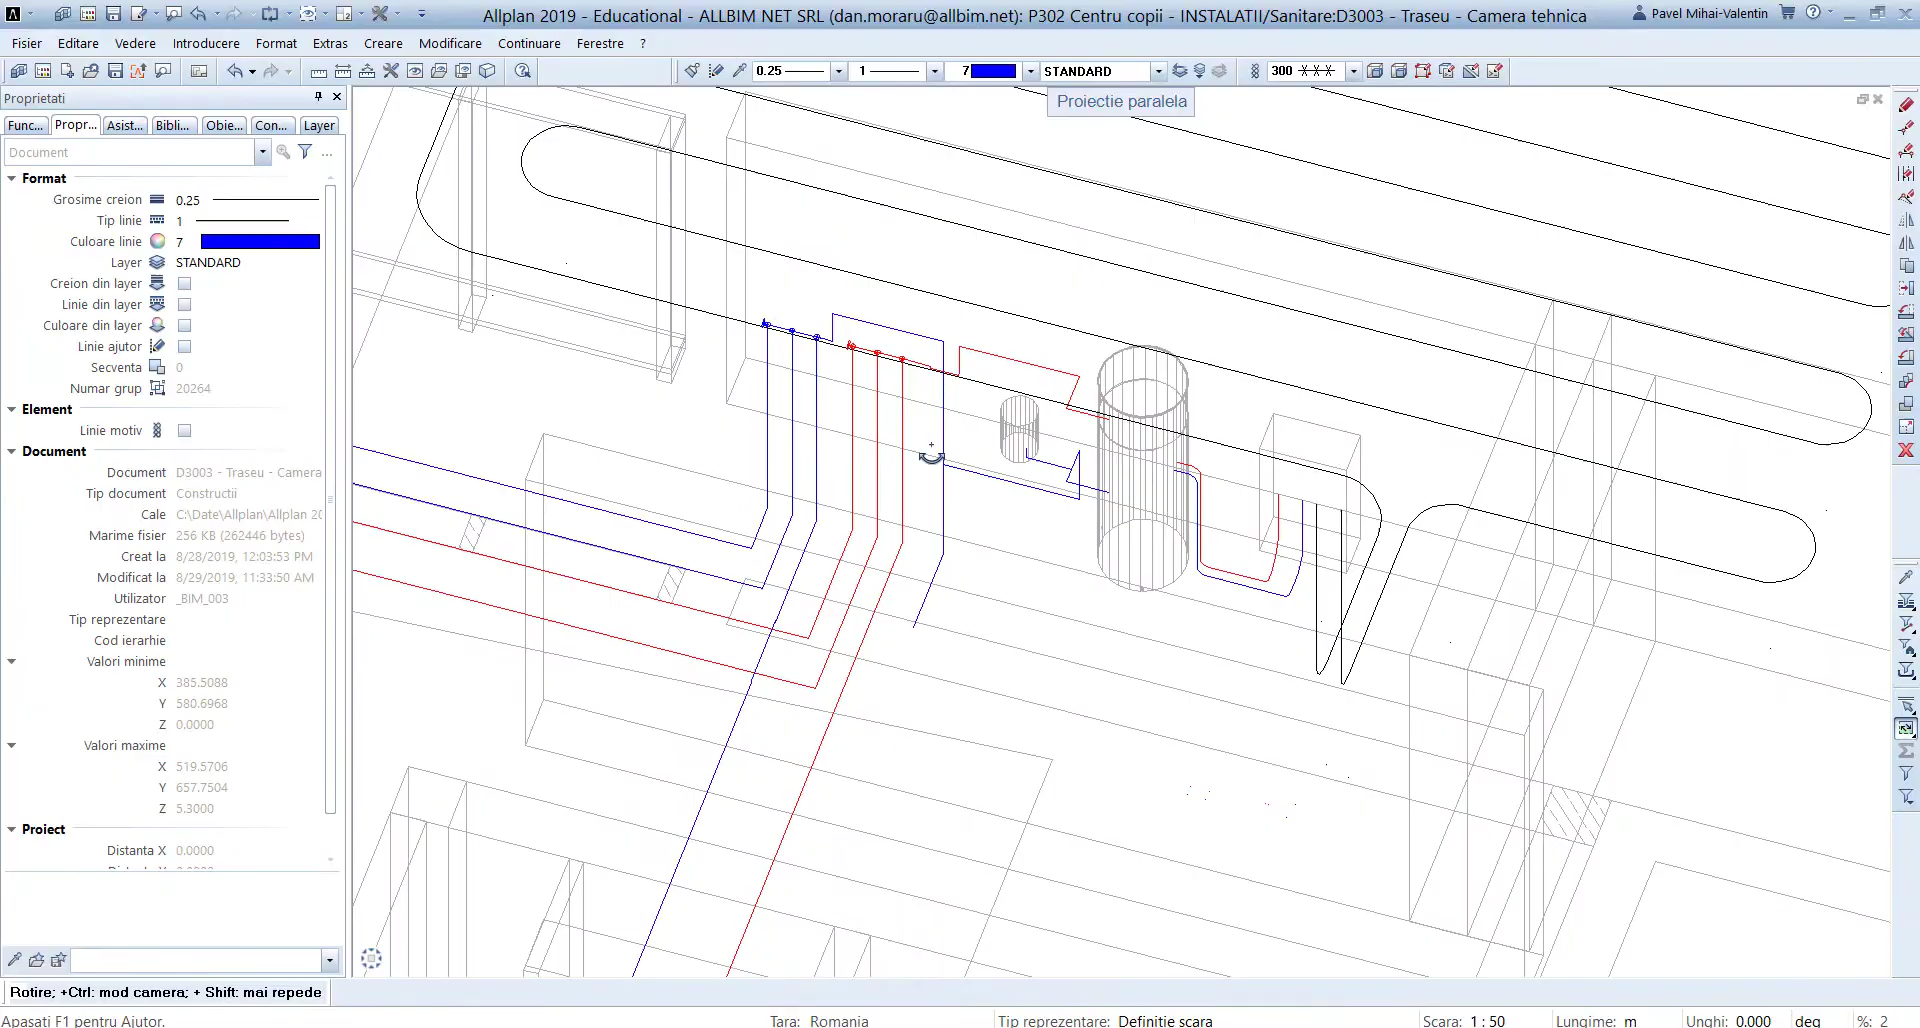 Allplan 2019 - Educational - ALLBIM NET SRL (dan.moraru@allbim.net): P302 Centru copii - INSTALATII/Sanitare:D3003 - Traseu - Camera tehnica
Pavel Mihai-Valentin
Fisier Editare Vedere Introducere Format Extras Creare Modificare Continuare Ferestre ?
0.25 1 7 STANDARD 300
Proprietati
Proiectie paralela
Func... Propr... Asist... Bibli... Obie... Con... Layer
Document
Format
Grosime creion 0.25
Tip linie 1
Culoare linie 7
Layer STANDARD
Creion din layer
Linie din layer
Culoare din layer
Linie ajutor
Secventa 0
Numar grup 20264
Element
Linie motiv
Document
Document D3003 - Traseu - Camera
Tip document Constructii
Cale C:\Date\Allplan\Allplan 20
Marime fisier 256 KB (262446 bytes)
Creat la 8/28/2019, 12:03:53 PM
Modificat la 8/29/2019, 11:33:50 AM
Utilizator _BIM_003
Tip reprezentare
Cod ierarhie
Valori minime
X 385.5088
Y 580.6968
Z 0.0000
Valori maxime
X 519.5706
Y 657.7504
Z 5.3000
Proiect
Distanta X 0.0000
Rotire; +Ctrl: mod camera; + Shift: mai repede
Apasati F1 pentru Ajutor.
Tara: Romania
Tip reprezentare: Definitie scara
Scara: 1 : 50
Lungime: m
Unghi: 0.000
deg
%: 2